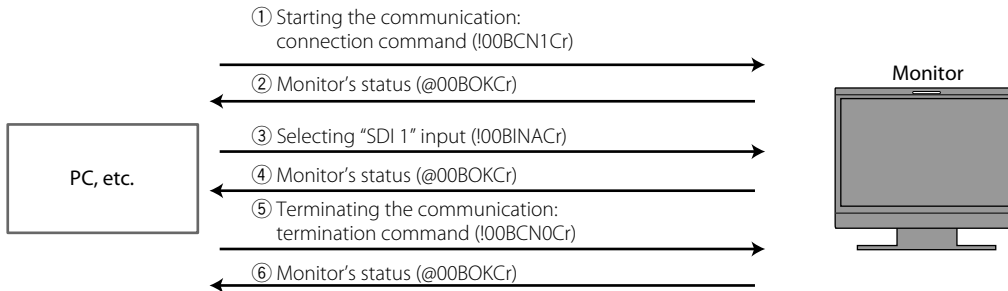 ① Starting the communication:
connection command (!00BCN1Cr)
② Monitor's status (@00BOKCr)
Monitor
③ Selecting “SDI 1” input (!00BINACr)
PC, etc.
④ Monitor's status (@00BOKCr)
⑤ Terminating the communication:
termination command (!00BCN0Cr)
⑥ Monitor's status (@00BOKCr)